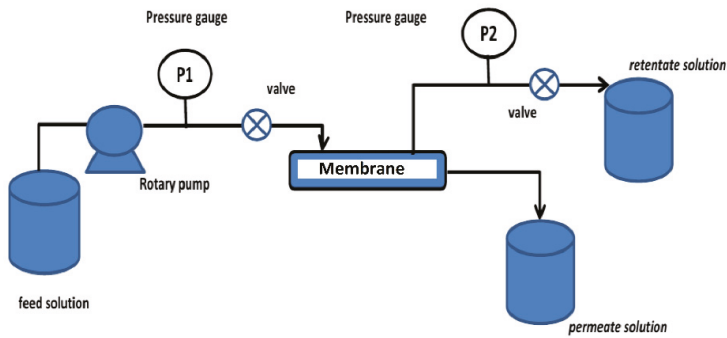 Pressure gauge
Pressure gauge
P1
P2
valve
retentate solution
valve
Membrane
Rotary pump
feed solution
permeate solution